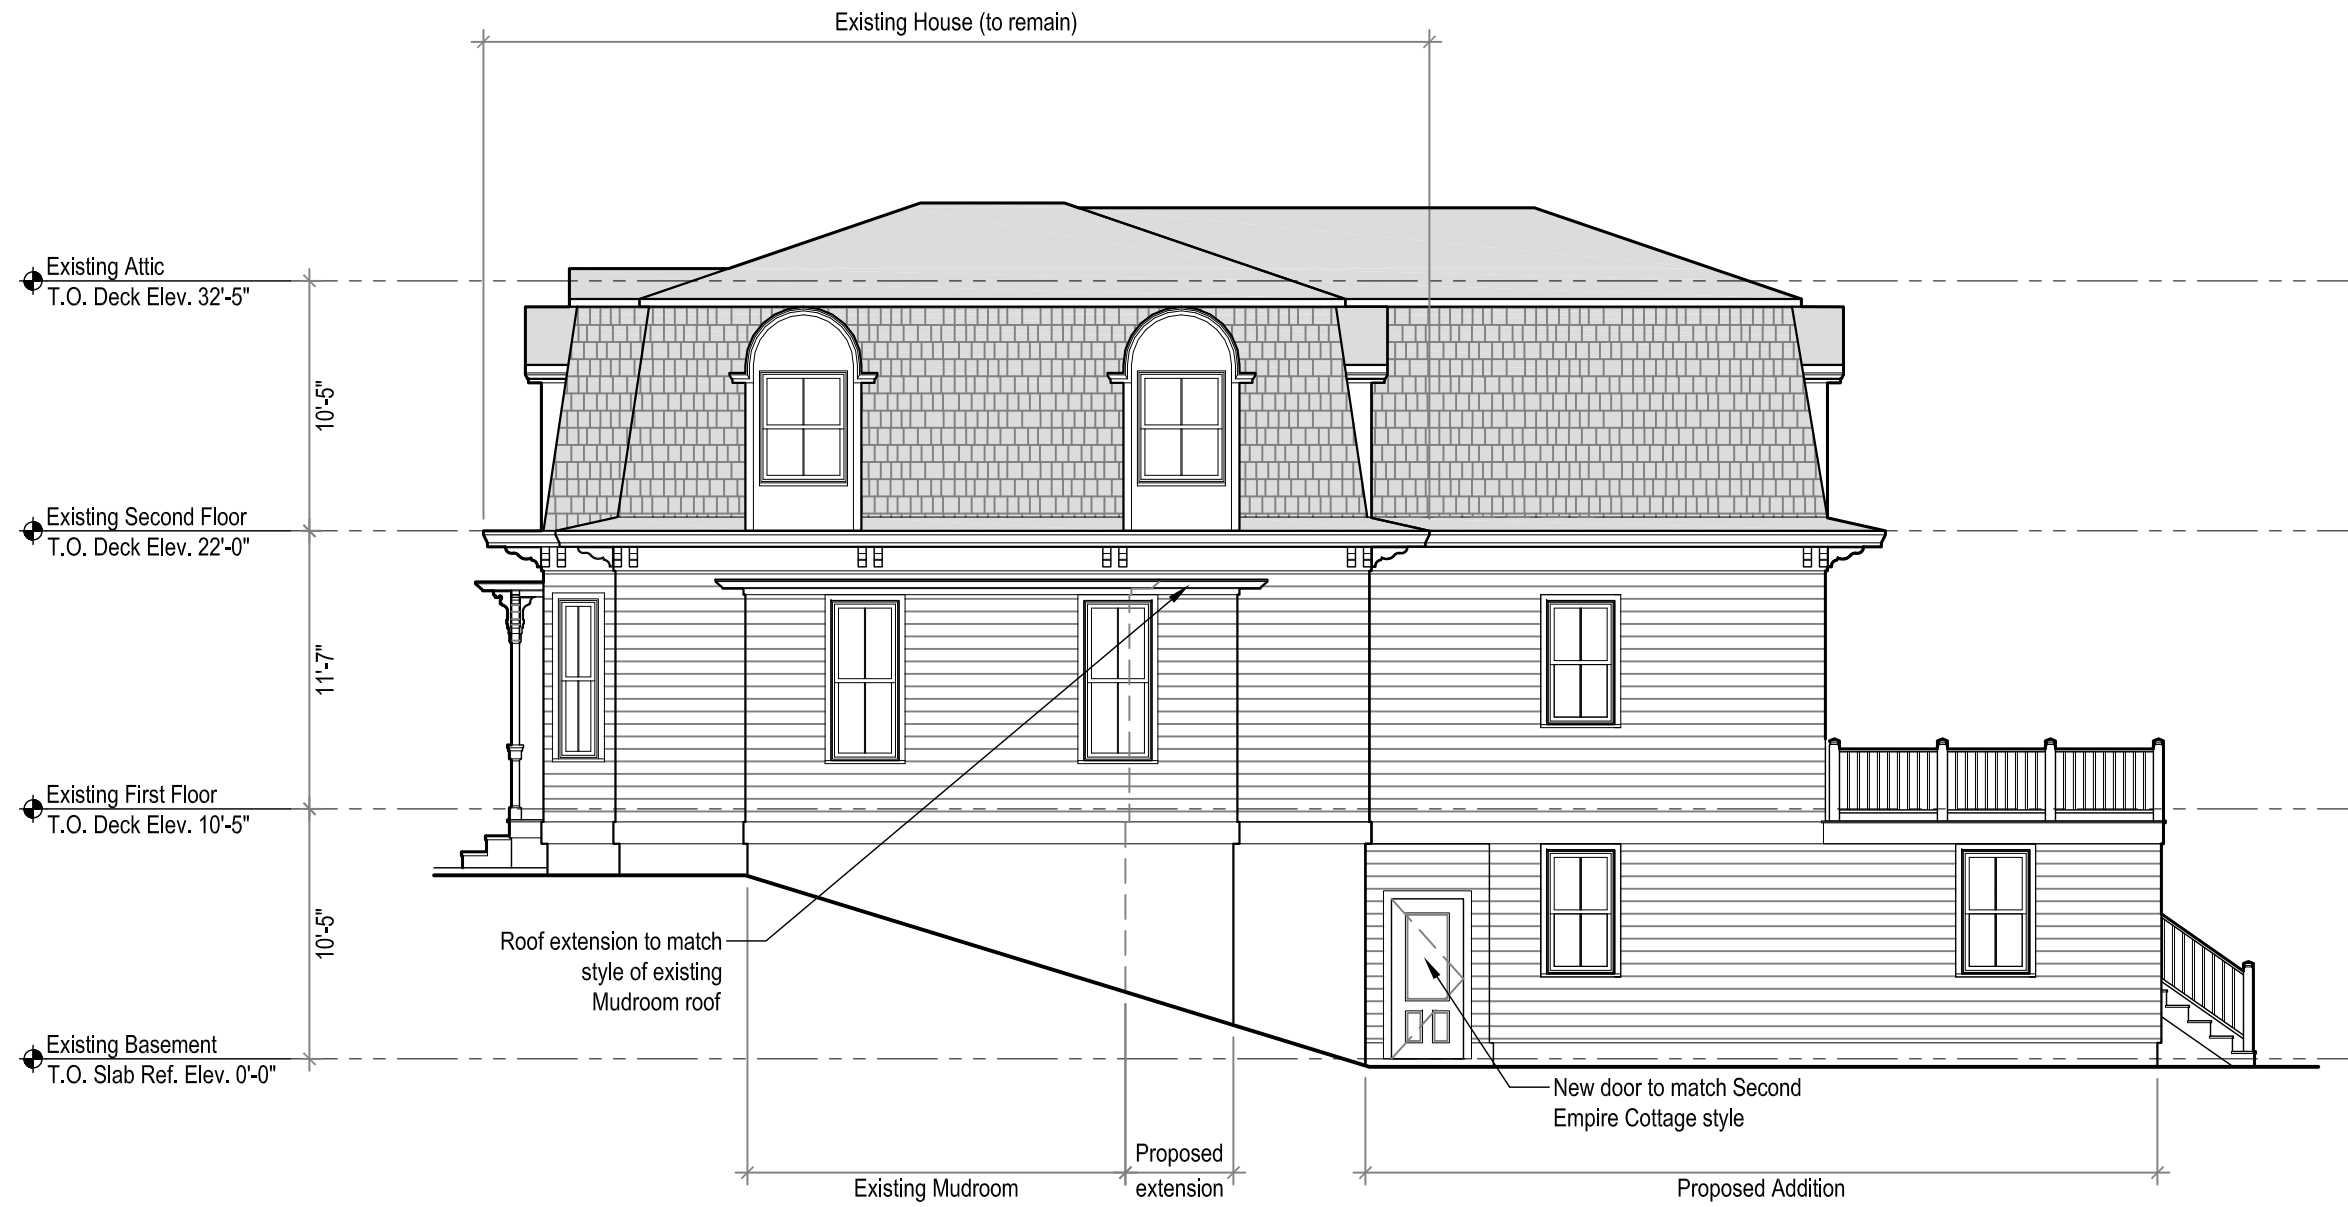 Existing House (to remain)
Existing Attic
T.O. Deck Elev. 32'-5"
10'-5"
Existing Second Floor
T.O. Deck Elev. 22'-0"
11'-7"
Existing First Floor
T.O. Deck Elev. 10'-5"
10'-5"
Roof extension to match
style of existing
Mudroom roof
Existing Basement
T.O. Slab Ref. Elev. 0'-0"
New door to match Second
Empire Cottage style
Existing Mudroom
Proposed
extension
Proposed Addition